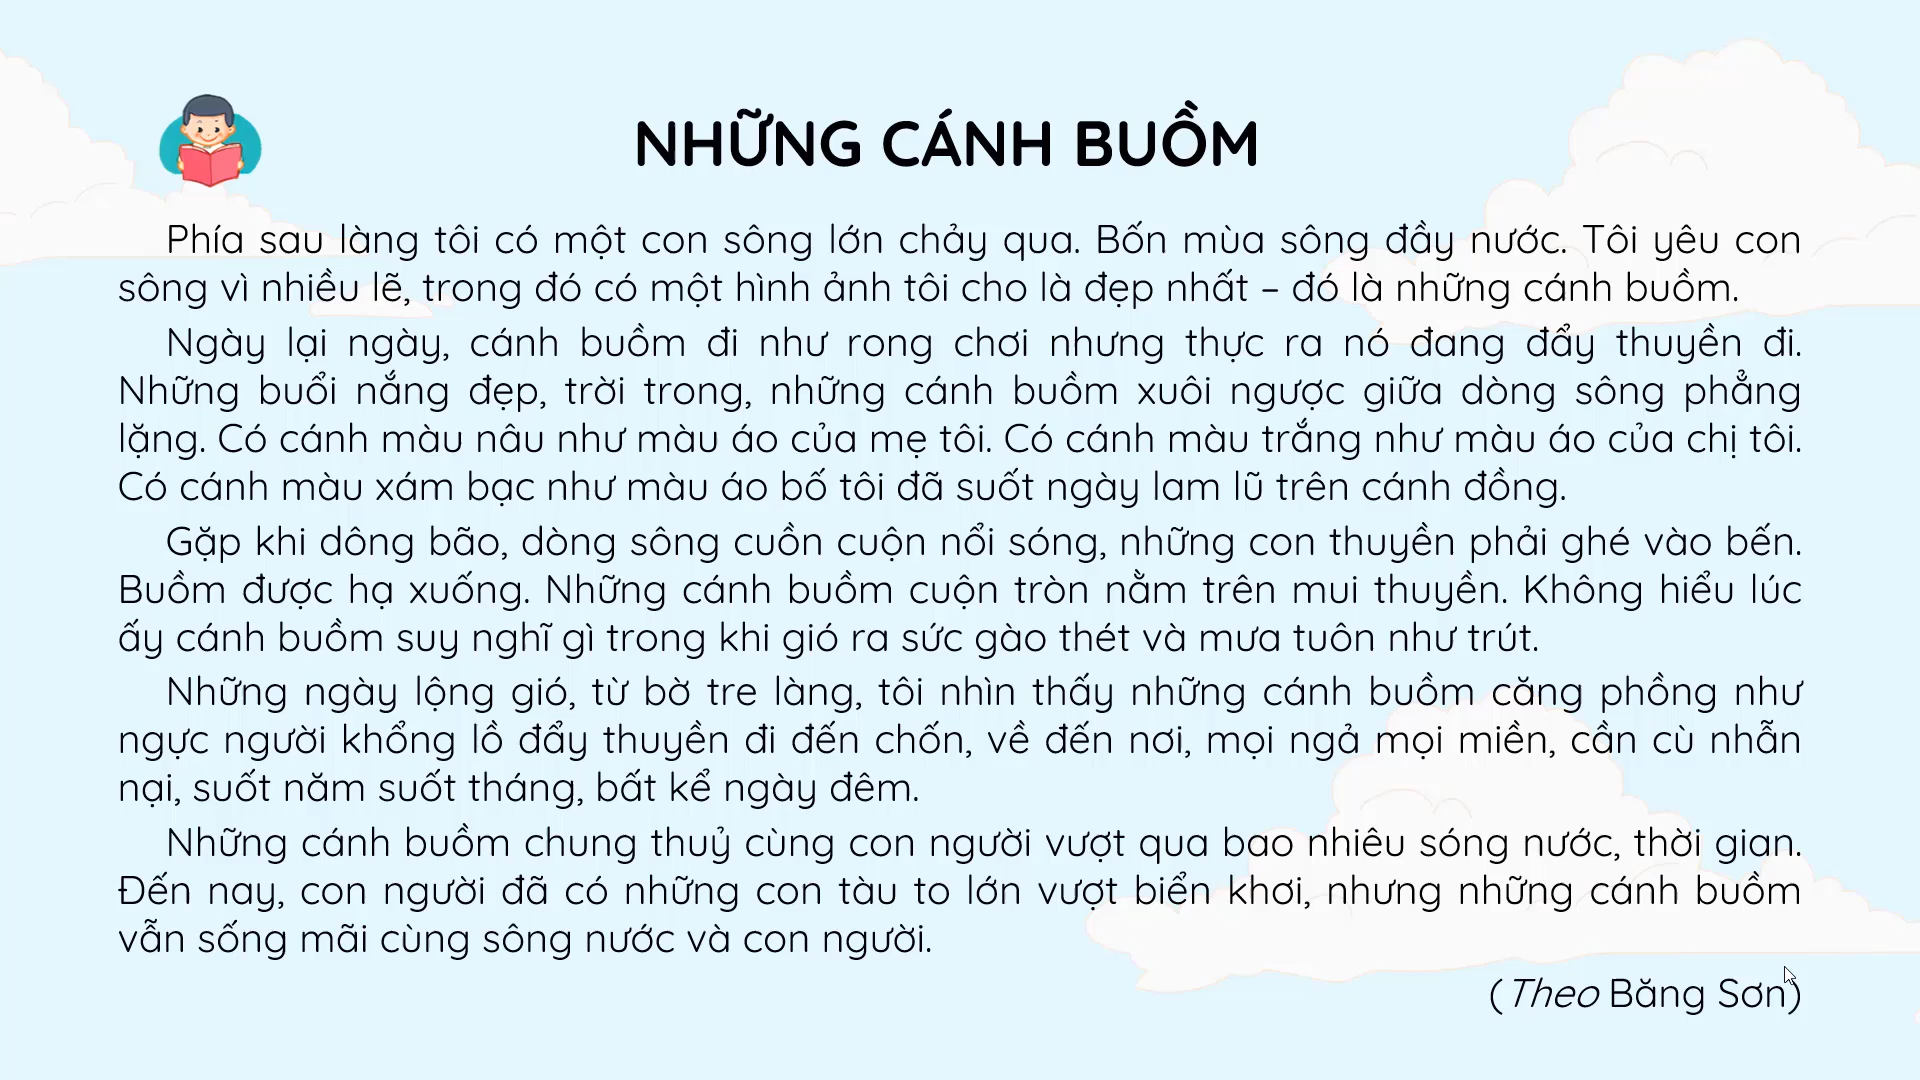 NHỮNG CÁNH BUỒM
Phía sau làng tôi có một con sông lớn chảy qua. Bốn mùa sông đầy nước. Tôi yêu con
sông vì nhiều lẽ, trong đó có một hình ảnh tôi cho là đẹp nhất – đó là những cánh buồm.
Ngày lại ngày, cánh buồm đi như rong chơi nhưng thực ra nó đang đẩy thuyền đi.
Những buổi nắng đẹp, trời trong, những cánh buồm xuôi ngược giữa dòng sông phẳng
lặng. Có cánh màu nâu như màu áo của mẹ tôi. Có cánh màu trắng như màu áo của chị tôi.
Có cánh màu xám bạc như màu áo bố tôi đã suốt ngày lam lũ trên cánh đồng.
Gặp khi dông bão, dòng sông cuồn cuộn nổi sóng, những con thuyền phải ghé vào bến.
Buồm được hạ xuống. Những cánh buồm cuộn tròn nằm trên mui thuyền. Không hiểu lúc
ấy cánh buồm suy nghĩ gì trong khi gió ra sức gào thét và mưa tuôn như trút.
Những ngày lộng gió, từ bờ tre làng, tôi nhìn thấy những cánh buồm căng phồng như
ngực người khổng lồ đẩy thuyền đi đến chốn, về đến nơi, mọi ngả mọi miền, cần cù nhẫn
nại, suốt năm suốt tháng, bất kể ngày đêm.
Những cánh buồm chung thuỷ cùng con người vượt qua bao nhiêu sóng nước, thời gian.
Đến nay, con người đã có những con tàu to lớn vượt biển khơi, nhưng những cánh buồm
vẫn sống mãi cùng sông nước và con người.
(Theo Băng Sơn)